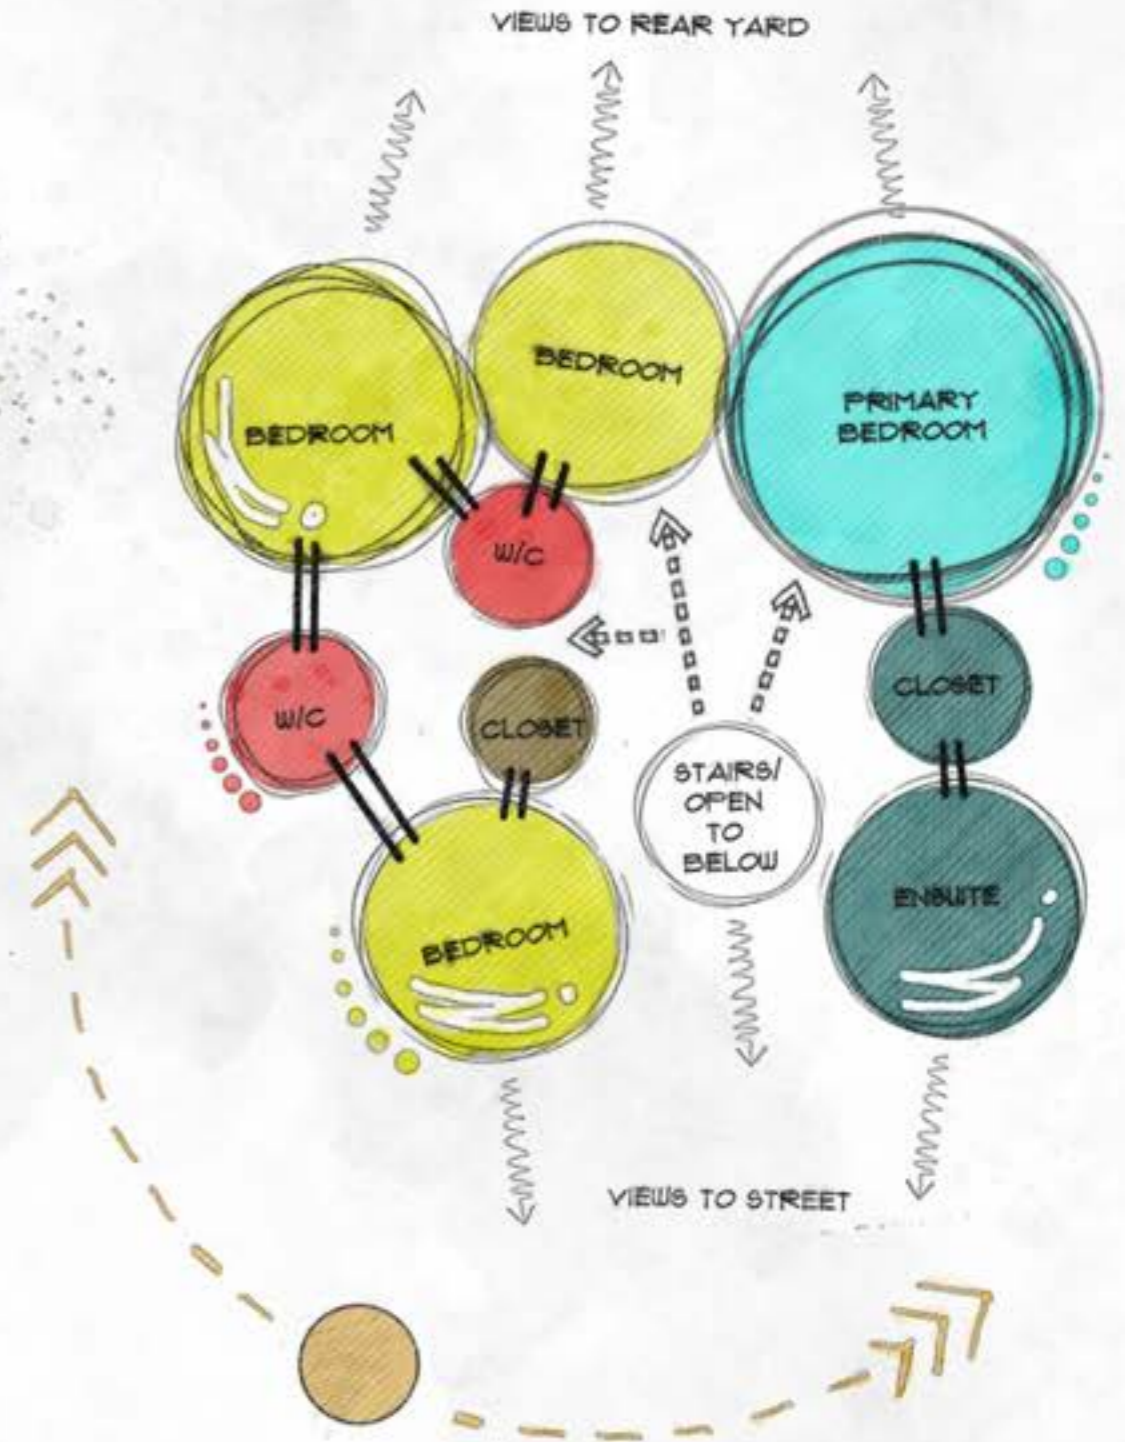 VIEWS TO REAR YARD
BEDROOM
BEDROOM
PRIMARY
BEDROOM
W/C
W/C
CLOSET
CLOSET
STAIRS/
OPEN
TO
BELOW
ENSUITE
BEDROOM
VIEWS TO STREET